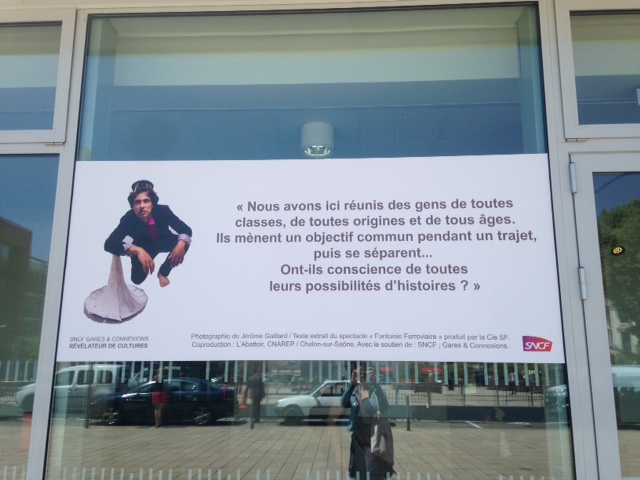 « Nous avons ici réunis des gens de toutes
classes, de toutes origines et de tous âges.
Ils mènent un objectif commun pendant un trajet,
puis se séparent...
Ont-ils conscience de toutes
leurs possibilités d'histoires ? »
Photographie de Jérôme Gaillard / Texte extrait du spectacle « Fantaisie Ferroviaire » produit par la Cie SF.
Coproduction : L'Abattoir, CNAREP / Chalon-sur-Saône. Avec le soutien de : SNCF ; Gares & Connexions.
SNCF GARES & CONNEXIONS
RÉVÉLATEUR DE CULTURES
SNCF